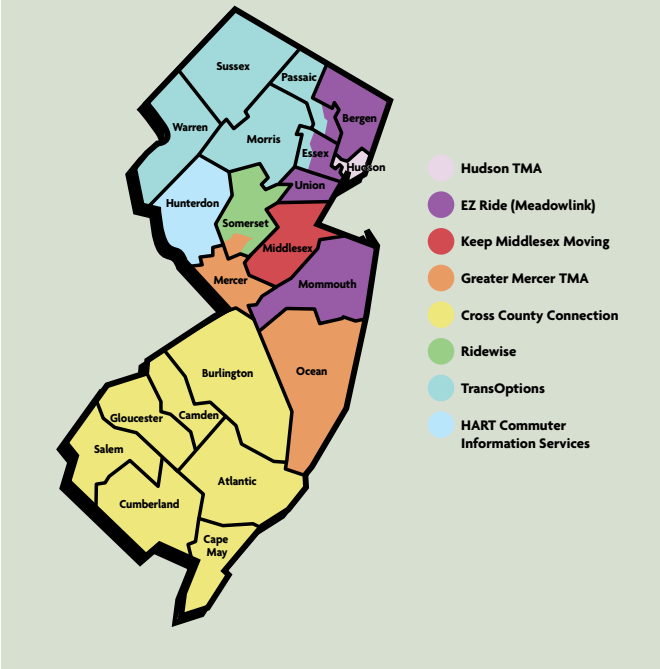 Sussex
Passaic
Bergen
Warren
Morris
Essex
Hudson
Union
Hunterdon
Somerset
Middlesex
Mercer
Mommouth
Ocean
Burlington
Camden
Gloucester
Salem
Atlantic
Cumberland
Cape
May
Hudson TMA
EZ Ride (Meadowlink)
Keep Middlesex Moving
Greater Mercer TMA
Cross County Connection
Ridewise
TransOptions
HART Commuter
Information Services